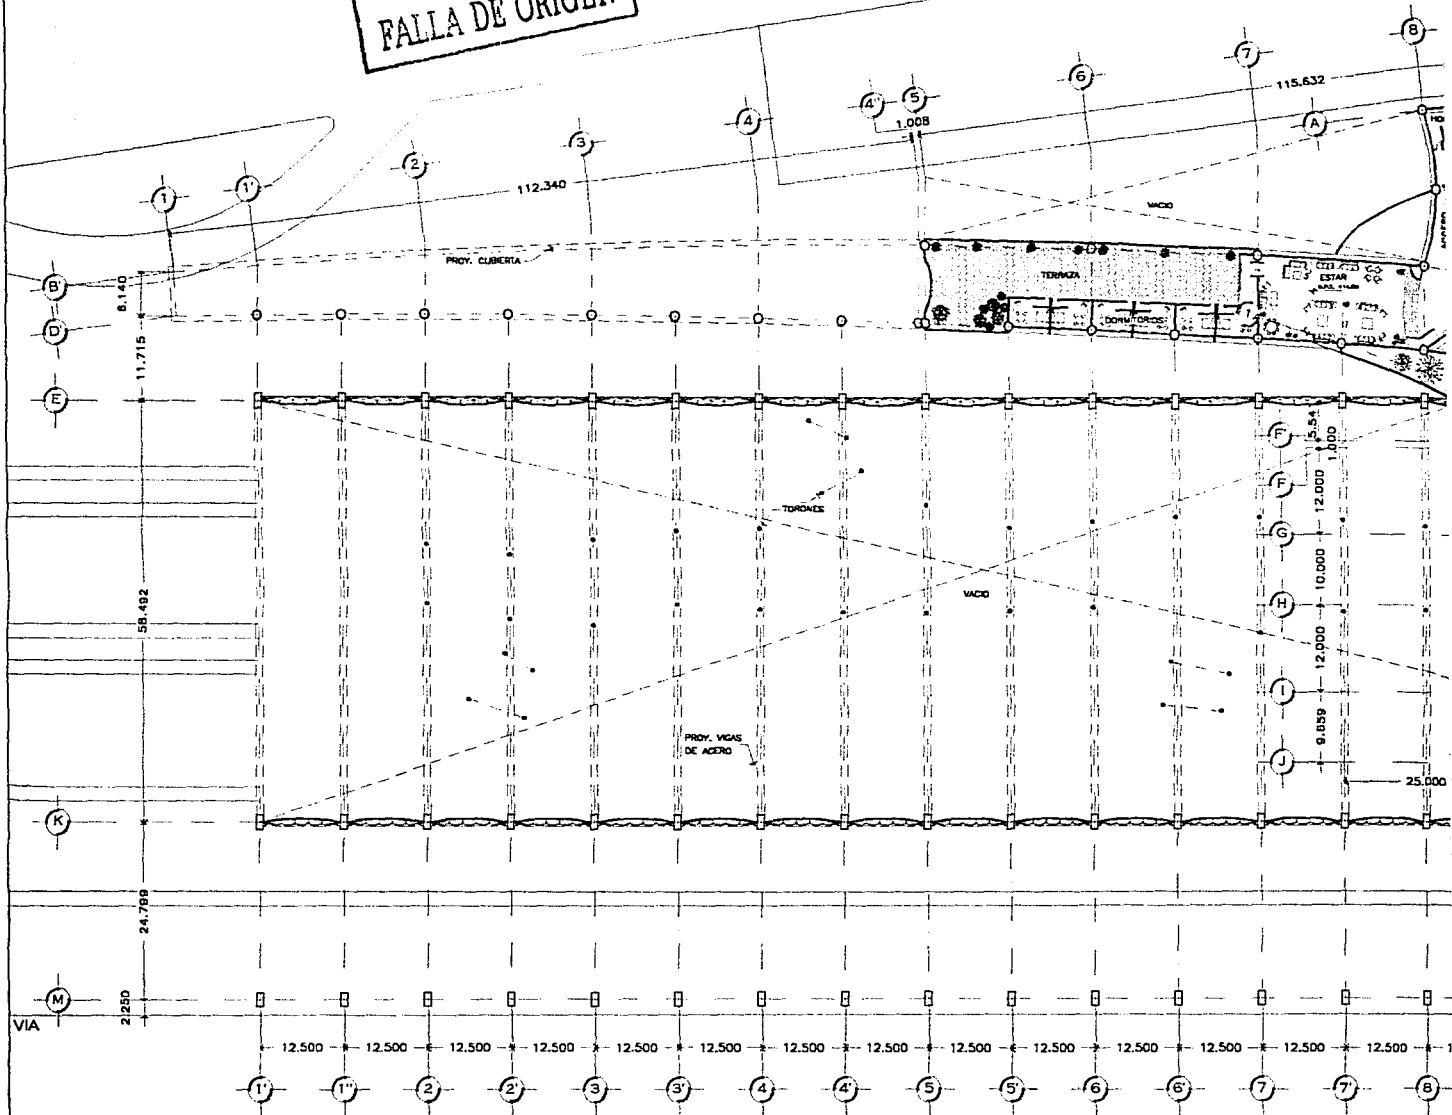 FALLA DE ORIGEN
8
7
6
5
4''
4
3
2
1'
1
115.632
A
1.008
112.340
VACIO
PROY. CUBIERTA
TERRAZA
ESTAR
DORMITORIOS
B'
D
E
6.140
11.715
F'
F
G
H
I
J
5.54
1.000
12.000
10.000
12.000
9.859
TORONES
VACIO
58.492
PROY. VIGAS
DE ACERO
25.000
K
24.799
M
2.250
VIA
12.500 12.500 12.500 12.500 12.500 12.500 12.500 12.500 12.500 12.500 12.500 12.500 12.500 12.500
1' 1'' 2 2' 3 3' 4 4' 5 5' 6 6' 7 7' 8